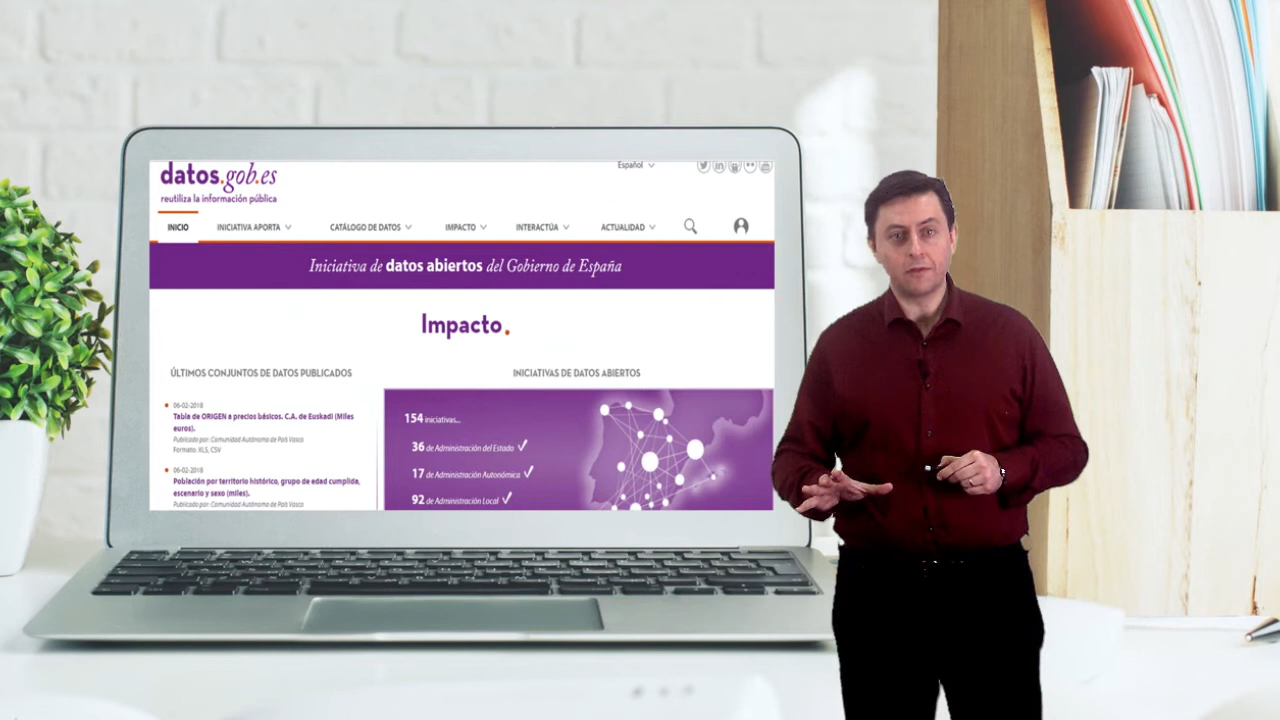 datos.gob.es
reutiliza la información pública
Español
INICIO
INICIATIVA APORTA
CATÁLOGO DE DATOS
IMPACTO
INTERACTÚA
ACTUALIDAD
Iniciativa de datos abiertos del Gobierno de España
Impacto.
ÚLTIMOS CONJUNTOS DE DATOS PUBLICADOS
06-02-2018
Tabla de ORIGEN a precios básicos. C.A. de Euskadi (Miles
euros).
Publicado por: Comunidad Autónoma de País Vasco
Formato: XLS, CSV
06-02-2018
Población por territorio histórico, grupo de edad cumplida,
escenario y sexo (miles).
Publicado por: Comunidad Autónoma de País Vasco
INICIATIVAS DE DATOS ABIERTOS
154 iniciativas...
36 de Administración del Estado
17 de Administración Autonómica
92 de Administración Local